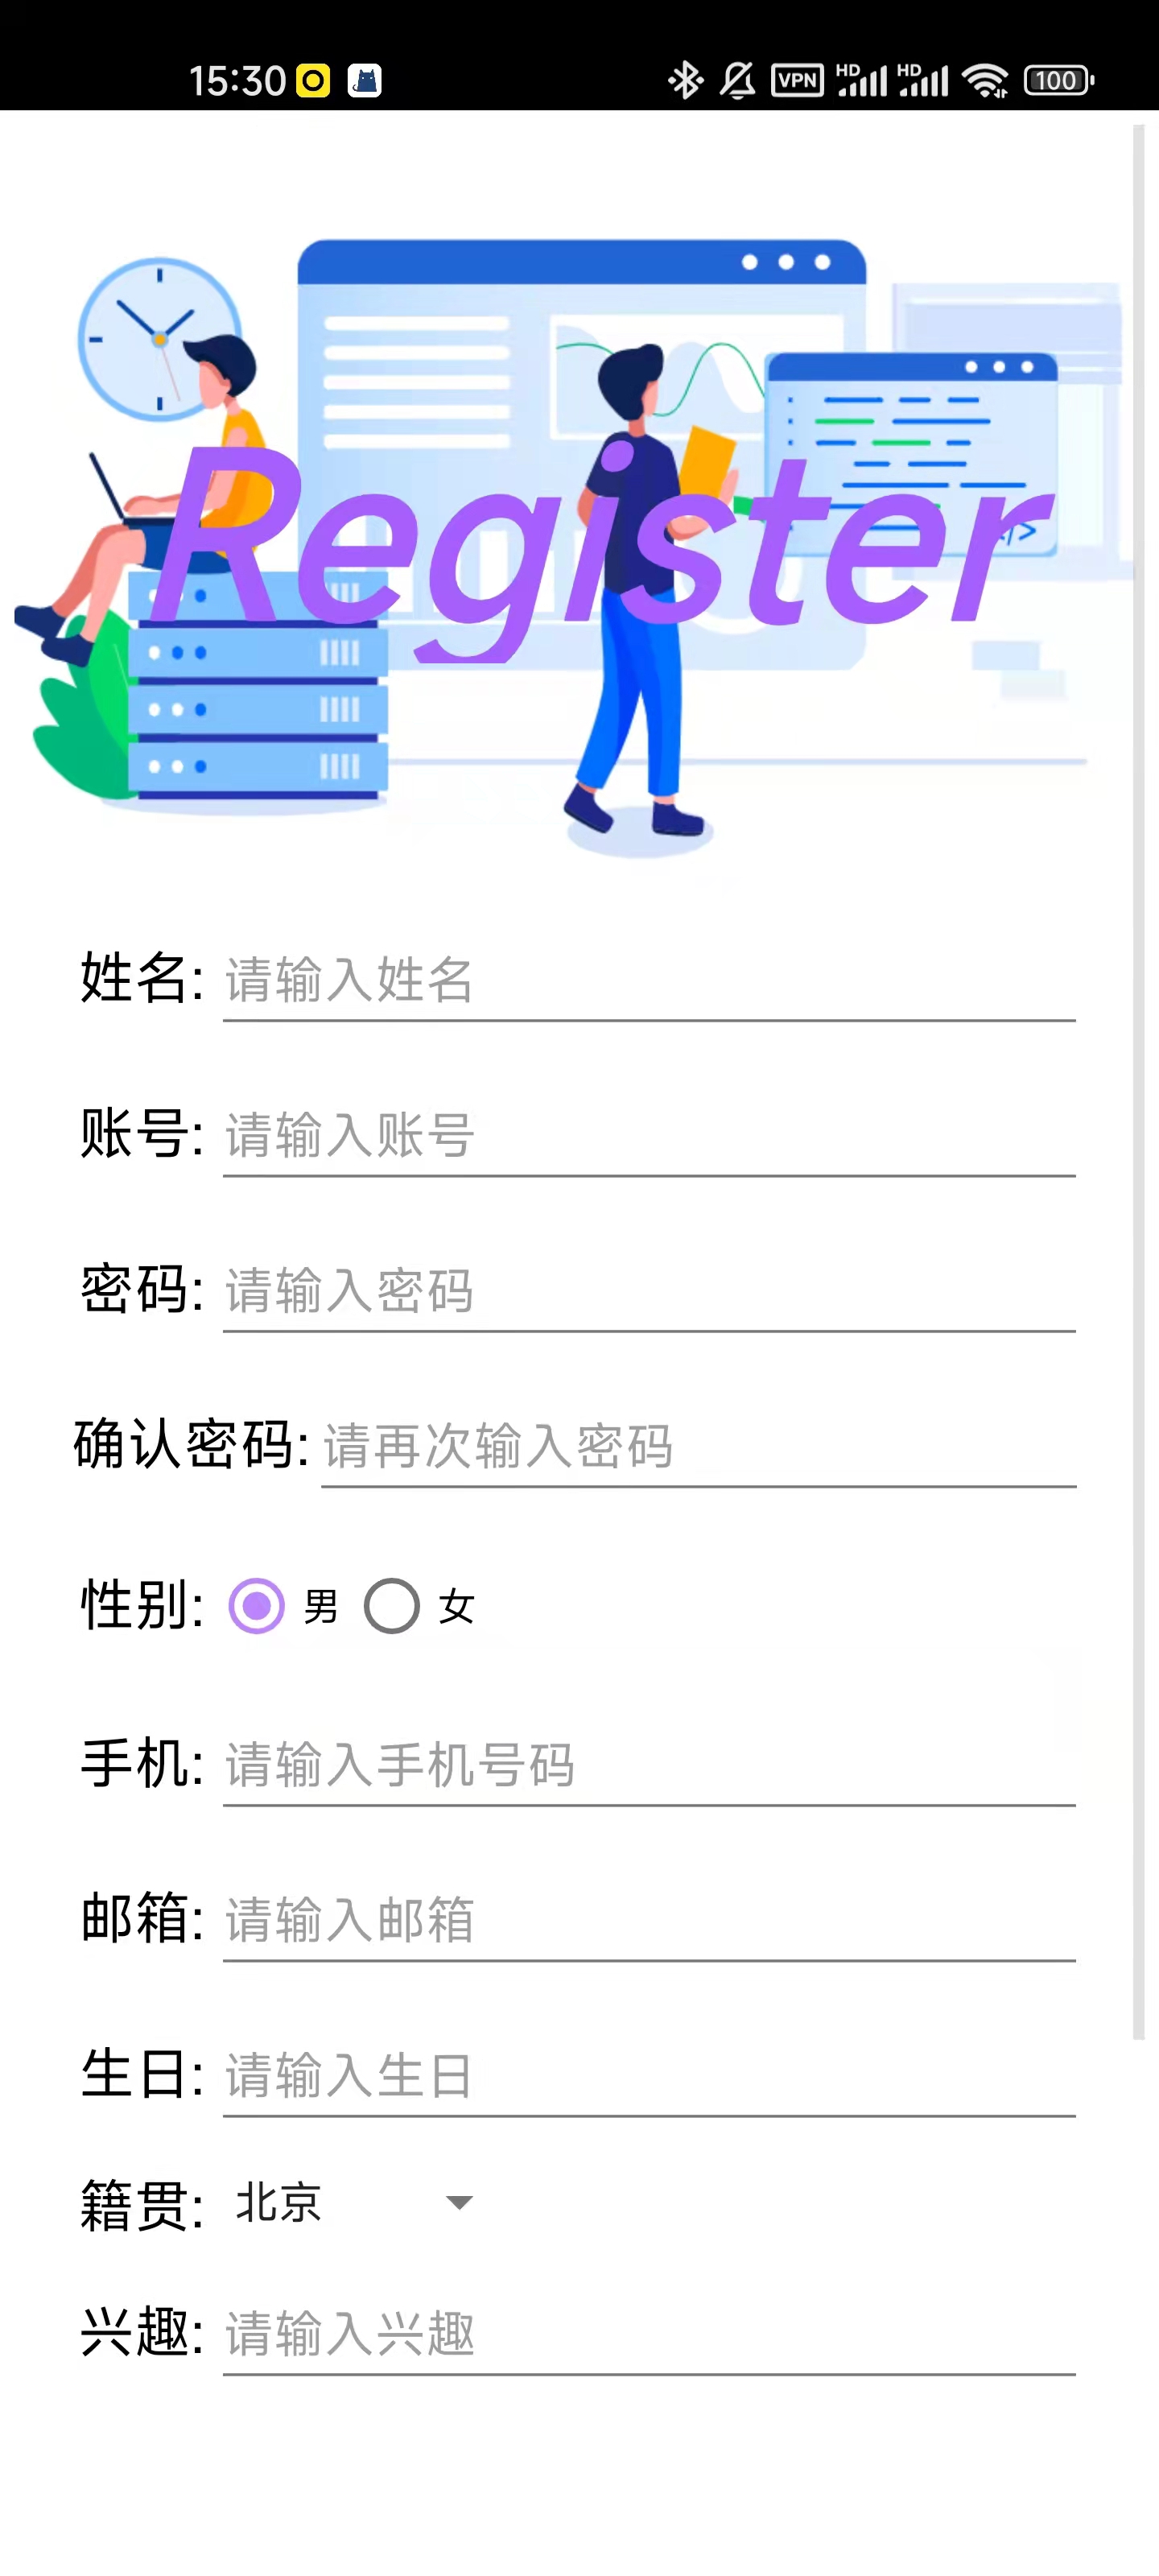 15:30 VPN HD HD 100
Register
</>
姓名: 请输入姓名
账号: 请输入账号
密码: 请输入密码
确认密码: 请再次输入密码
性别: 男 女
手机: 请输入手机号码
邮箱: 请输入邮箱
生日: 请输入生日
籍贯: 北京
兴趣: 请输入兴趣